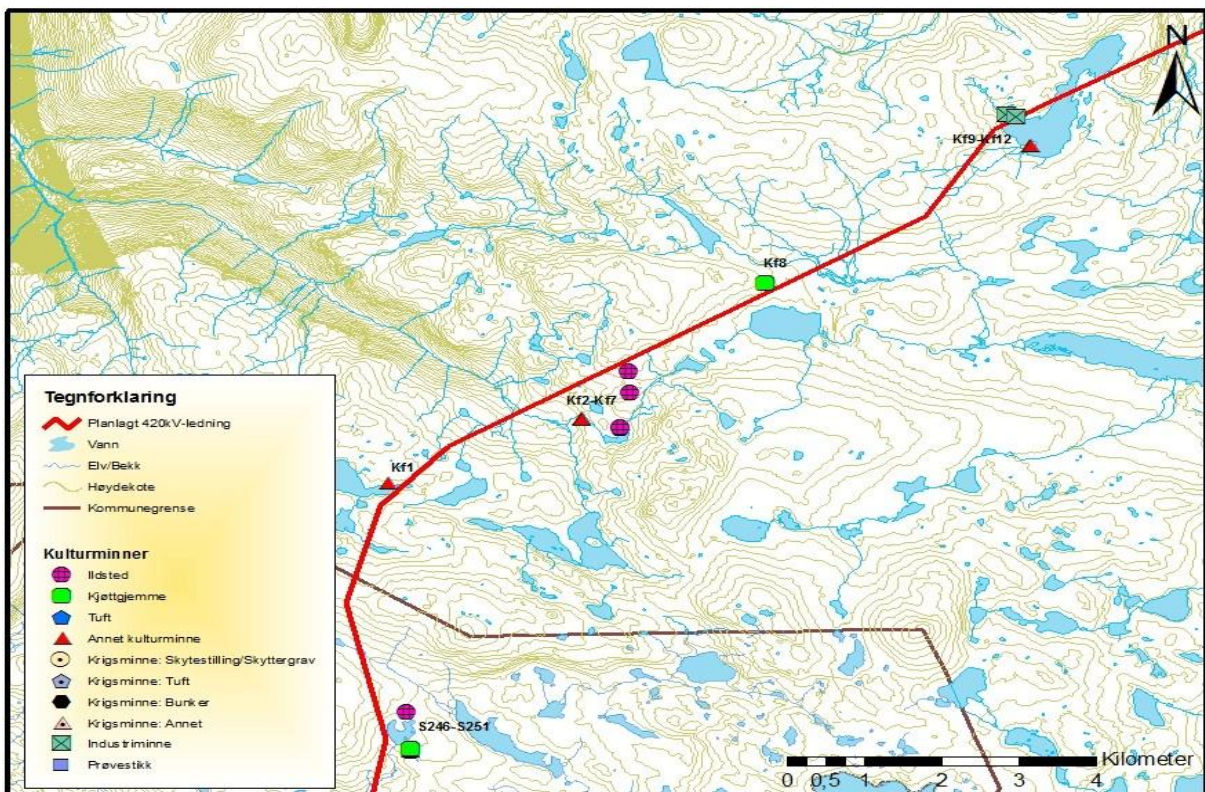 N
Kf9-Kf12
Kf8
Kf2-Kf7
Kf1
S246-S251
Tegnforklaring
Planlagt 420kV-ledning
Vann
Elv/Bekk
Høydekote
Kommunegrense
Kulturminner
Ildsted
Kjøttgjemme
Tuft
Annet kulturminne
Krigsminne: Skytestilling/Skyttergrav
Krigsminne: Tuft
Krigsminne: Bunker
Krigsminne: Annet
Industriminne
Prøvestikk
Kilometer
0 0,5 1 2 3 4